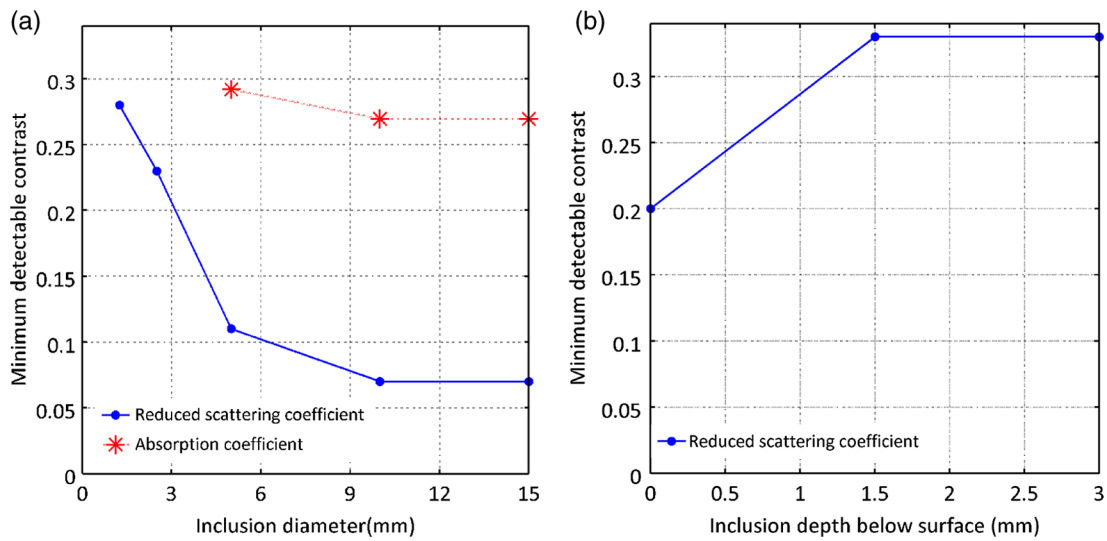 (a)
Minimum detectable contrast
0.3
0.25
0.2
0.15
0.1
0.05
0
Reduced scattering coefficient
Absorption coefficient
0 3 6 9 12 15
Inclusion diameter(mm)
(b)
Minimum detectable contrast
0.3
0.25
0.2
0.15
0.1
0.05
0
Reduced scattering coefficient
0 0.5 1 1.5 2 2.5 3
Inclusion depth below surface (mm)